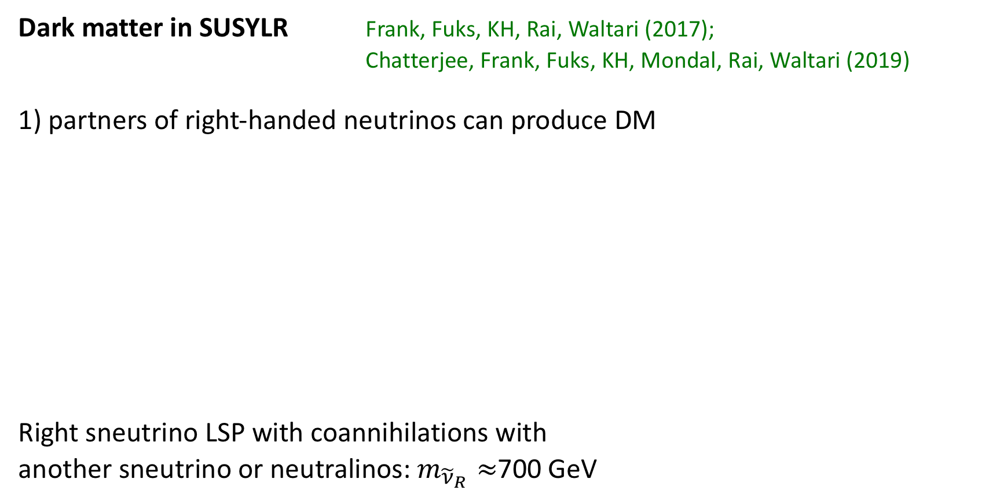 Dark matter in SUSYLR
Frank, Fuks, KH, Rai, Waltari (2017);
Chatterjee, Frank, Fuks, KH, Mondal, Rai, Waltari (2019)
1) partners of right-handed neutrinos can produce DM
Right sneutrino LSP with coannihilations with
another sneutrino or neutralinos: $m_{\tilde{\nu}_R}$ ≈700 GeV